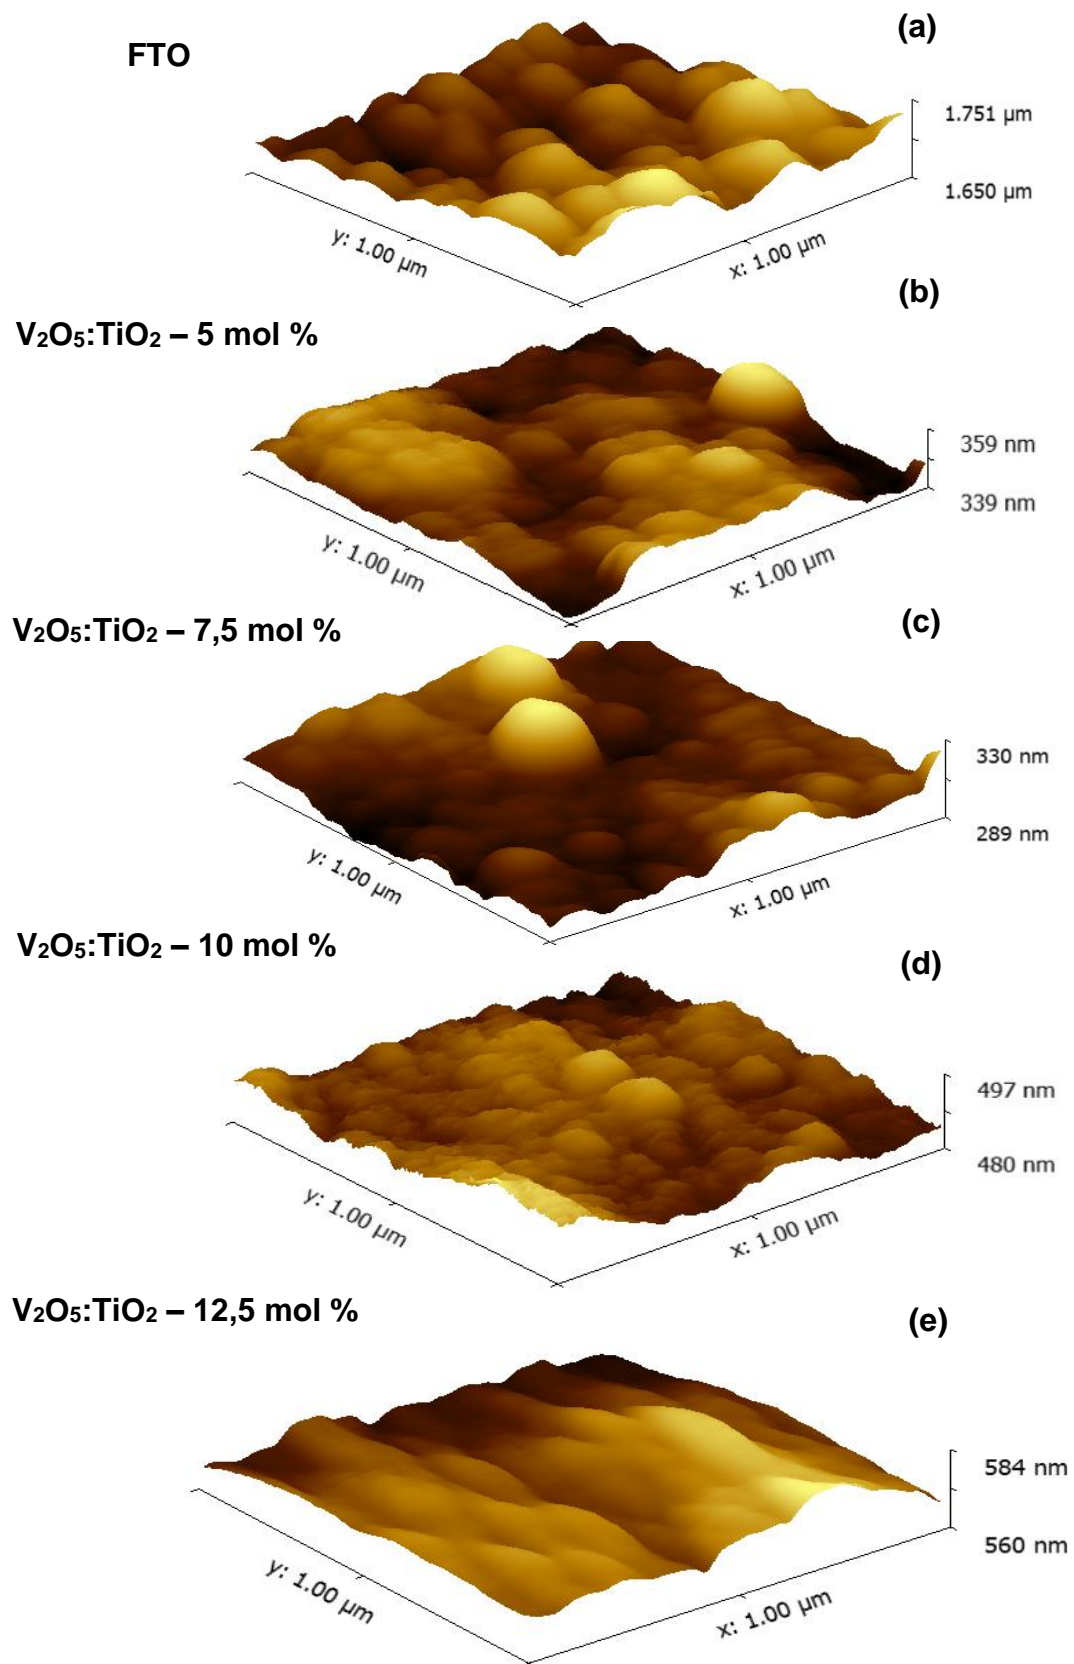 (a)
FTO
1.751 µm
1.650 µm
y: 1.00 µm
x: 1.00 µm
(b)
V₂O₅:TiO₂ – 5 mol %
359 nm
339 nm
y: 1.00 µm
x: 1.00 µm
(c)
V₂O₅:TiO₂ – 7,5 mol %
330 nm
289 nm
y: 1.00 µm
x: 1.00 µm
V₂O₅:TiO₂ – 10 mol %
(d)
497 nm
480 nm
y: 1.00 µm
x: 1.00 µm
V₂O₅:TiO₂ – 12,5 mol %
(e)
584 nm
560 nm
y: 1.00 µm
x: 1.00 µm